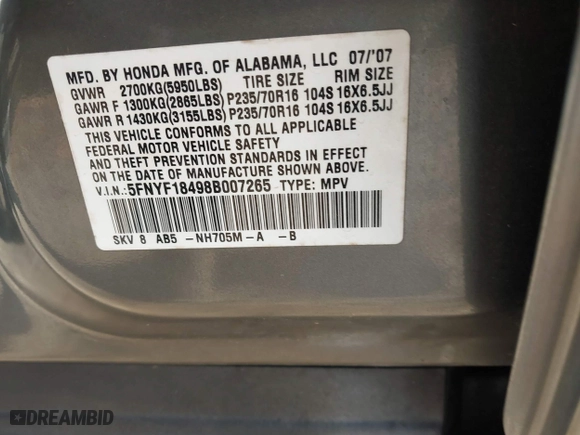 MFD. BY HONDA MFG. OF ALABAMA, LLC 07/'07
GVWR 2700KG(5950LBS) TIRE SIZE RIM SIZE
GAWR F 1300KG(2865LBS) P235/70R16 104S 16X6.5JJ
GAWR R 1430KG(3155LBS) P235/70R16 104S 16X6.5JJ
THIS VEHICLE CONFORMS TO ALL APPLICABLE
FEDERAL MOTOR VEHICLE SAFETY
AND THEFT PREVENTION STANDARDS IN EFFECT
ON THE DATE OF MANUFACTURE SHOWN ABOVE.
V.I.N.: 5FNYF18498B007265 TYPE: MPV
SKV 8 AB5 -NH705M-A -B
DREAMBID